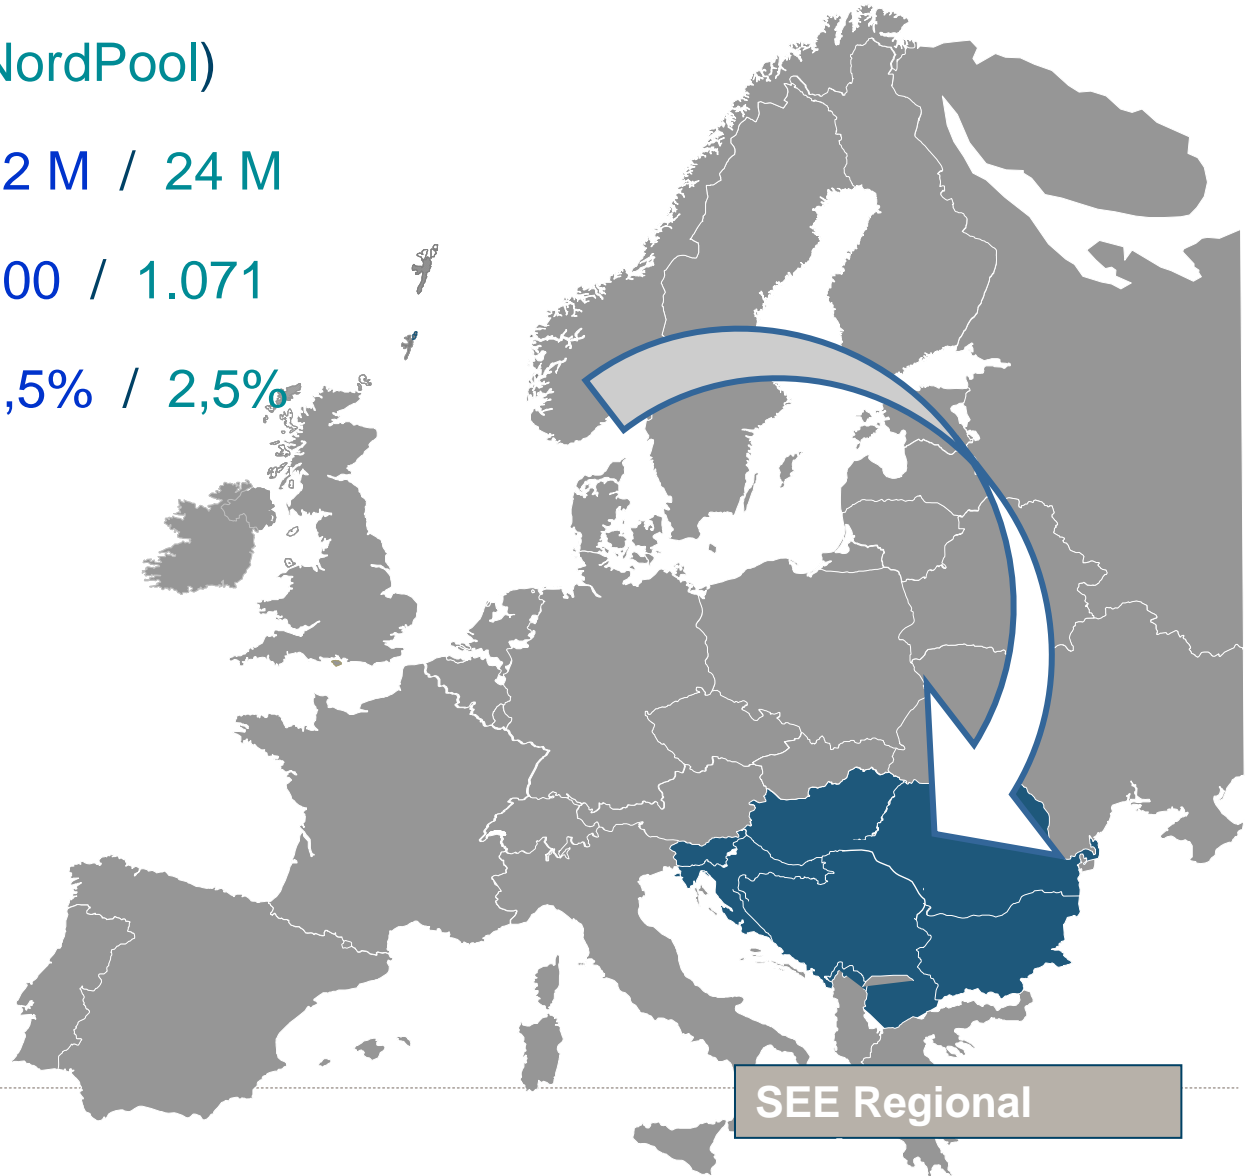 NordPool)
2 M / 24 M
00 / 1.071
,5% / 2,5%
SEE Regional